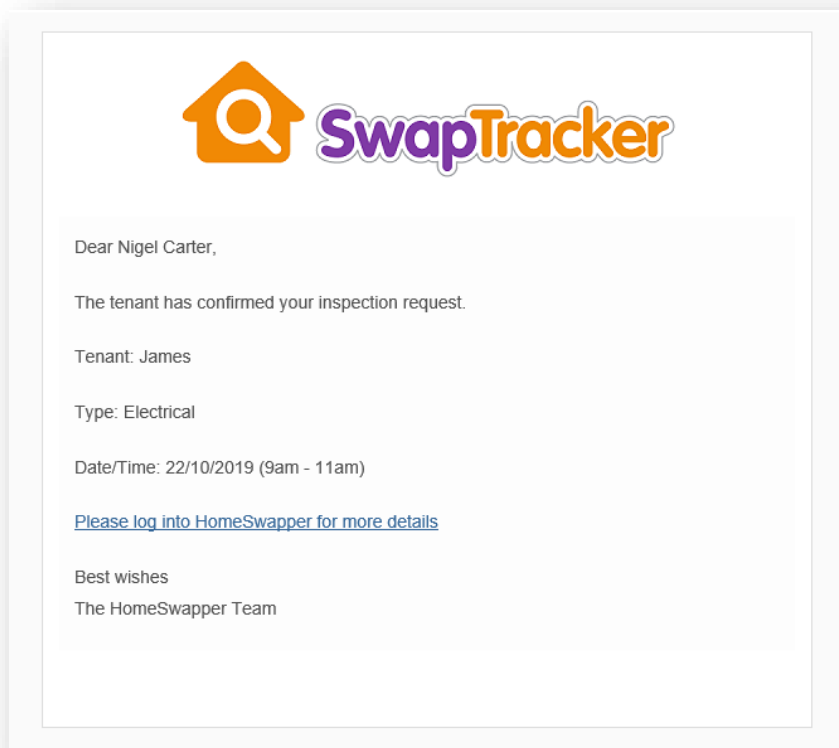 SwapTracker
Dear Nigel Carter,
The tenant has confirmed your inspection request.
Tenant: James
Type: Electrical
Date/Time: 22/10/2019 (9am - 11am)
Please log into HomeSwapper for more details
Best wishes
The HomeSwapper Team